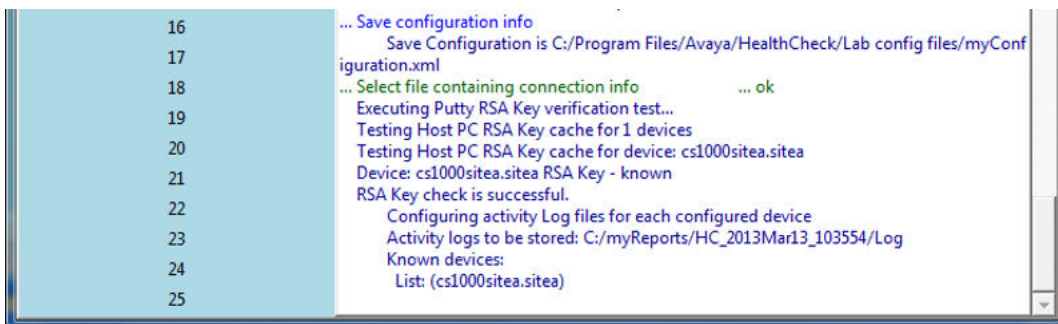 16
17
18
19
20
21
22
23
24
25
... Save configuration info
Save Configuration is C:/Program Files/Avaya/HealthCheck/Lab config files/myConf
iguration.xml
... Select file containing connection info ... ok
Executing Putty RSA Key verification test...
Testing Host PC RSA Key cache for 1 devices
Testing Host PC RSA Key cache for device: cs1000sitea.sitea
Device: cs1000sitea.sitea RSA Key - known
RSA Key check is successful.
Configuring activity Log files for each configured device
Activity logs to be stored: C:/myReports/HC_2013Mar13_103554/Log
Known devices:
List: (cs1000sitea.sitea)